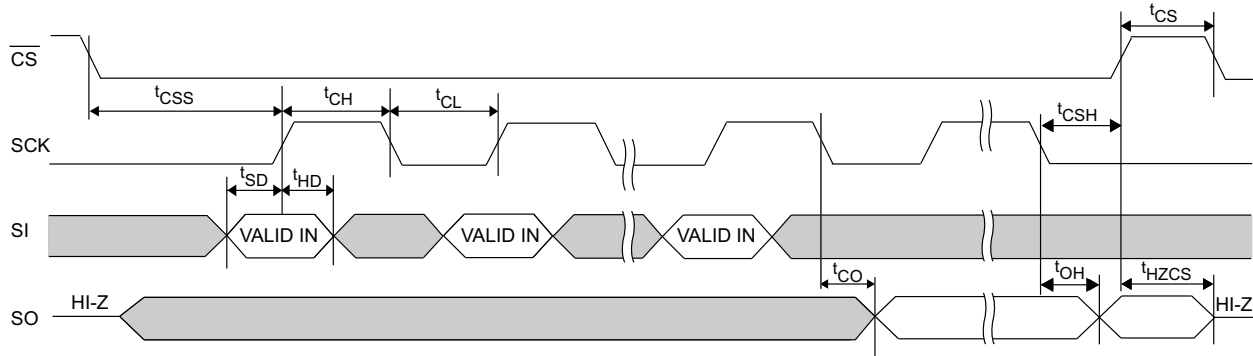 tCS
CS
tCSS
tCH
tCL
tCSH
SCK
tSD
tHD
SI
VALID IN
VALID IN
VALID IN
tCO
tOH
tHZCS
HI-Z
HI-Z
SO